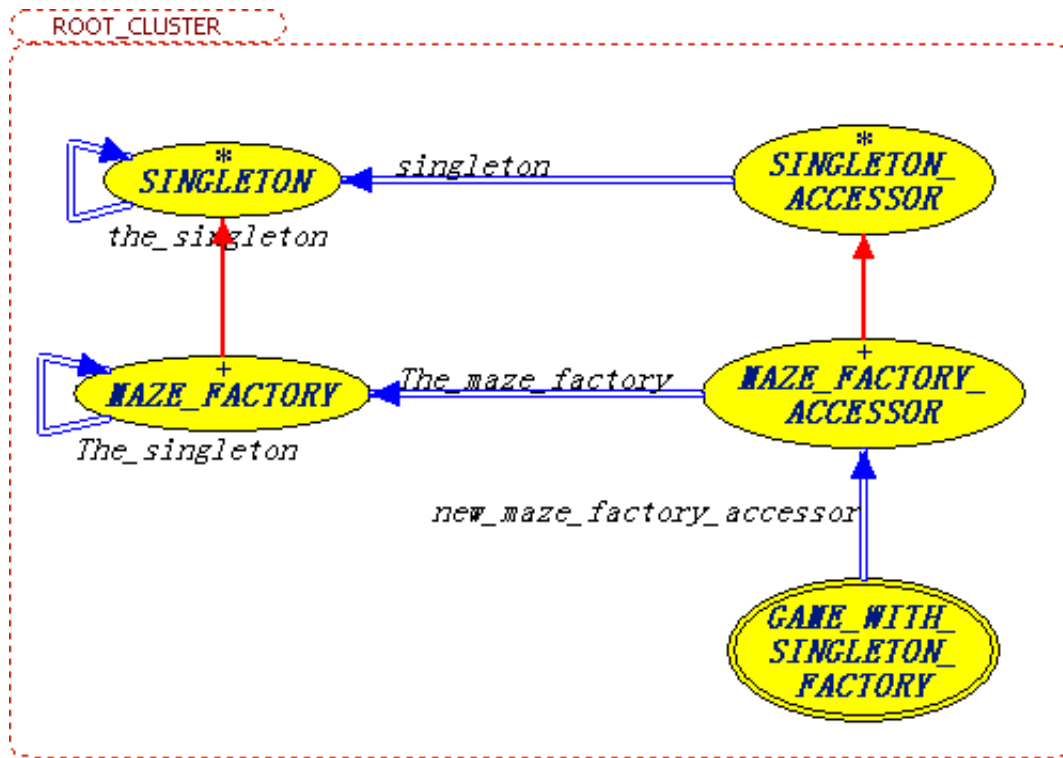 ROOT_CLUSTER
*
SINGLETON
the_singleton
singleton
*
SINGLETON_
ACCESSOR
+
MAZE_FACTORY
The_singleton
The_maze_factory
+
MAZE_FACTORY_
ACCESSOR
new_maze_factory_accessor
GAME_WITH_
SINGLETON_
FACTORY